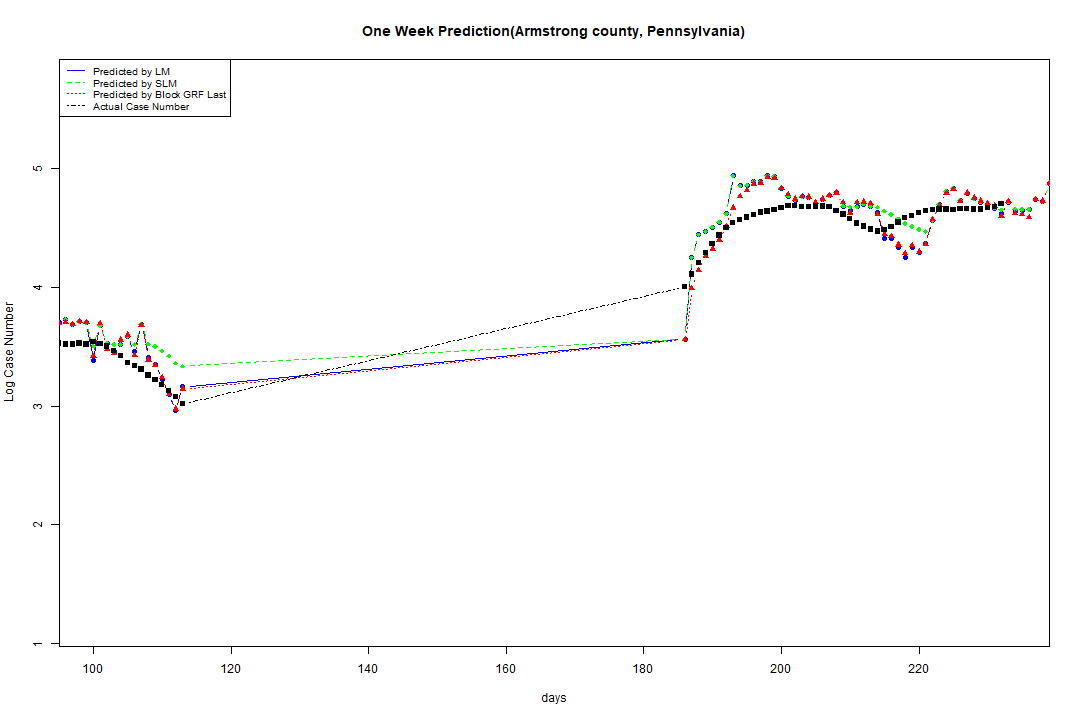 One Week Prediction(Armstrong county, Pennsylvania)
Predicted by LM
Predicted by SLM
Predicted by Block GRF Last
Actual Case Number
5
4
3
2
1
Log Case Number
100 120 140 160 180 200 220
days